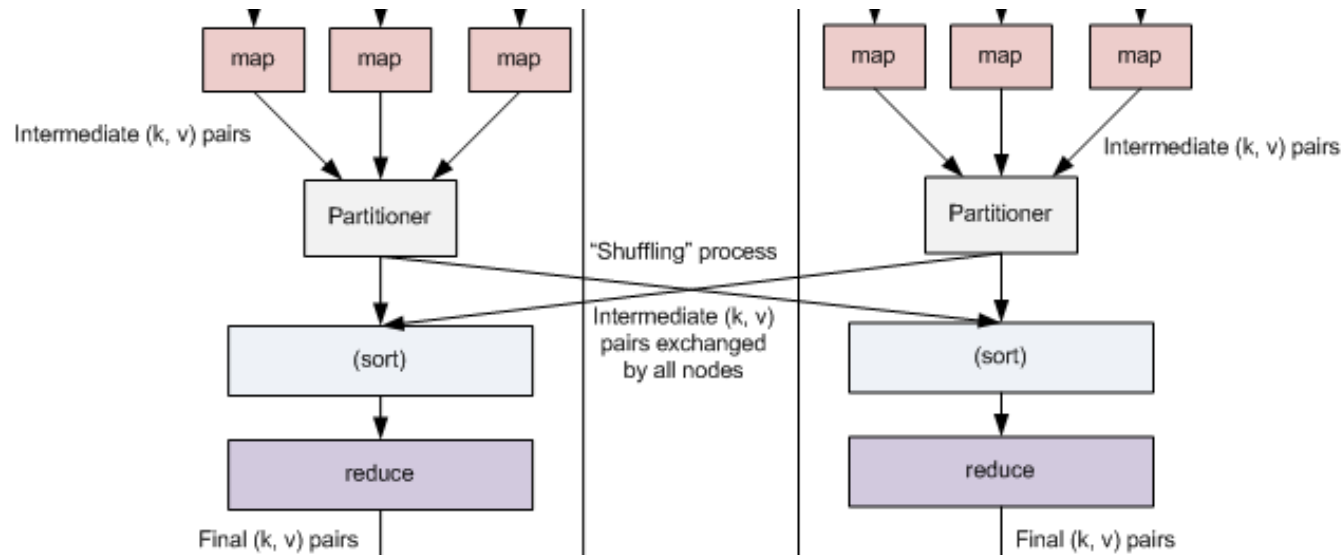 map
map
map
map
map
map
Intermediate (k, v) pairs
Intermediate (k, v) pairs
Partitioner
Partitioner
“Shuffling” process
Intermediate (k, v)
pairs exchanged
by all nodes
(sort)
(sort)
reduce
reduce
Final (k, v) pairs
Final (k, v) pairs